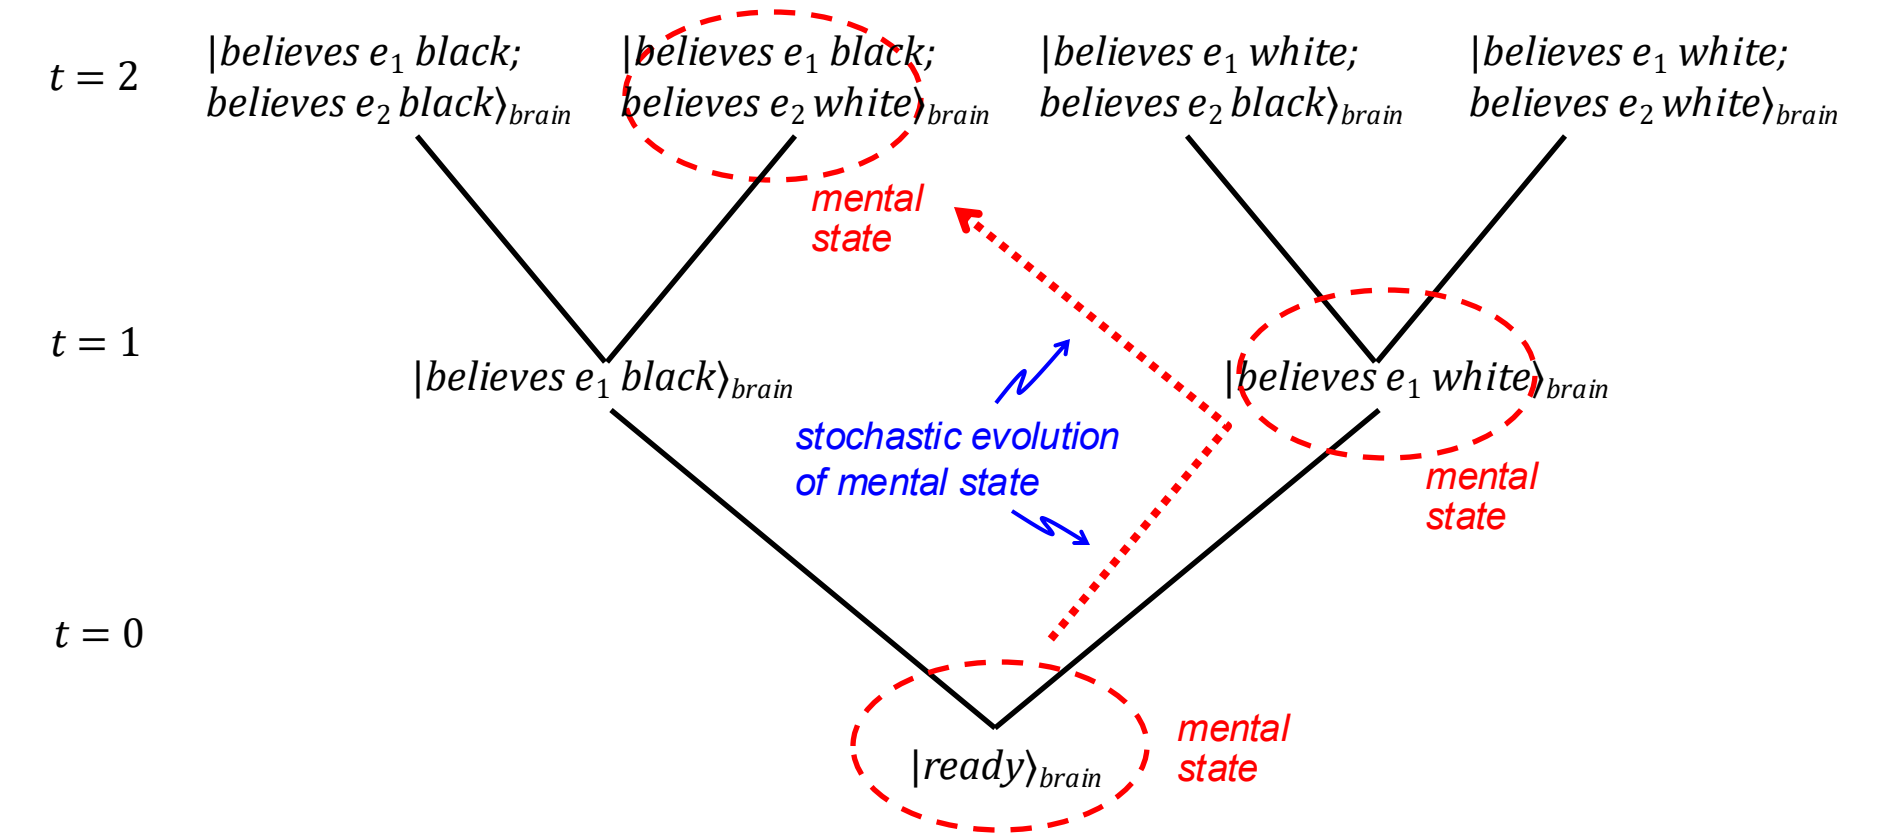 t = 2
|believes e₁ black;
believes e₂ black⟩brain
|believes e₁ black;
believes e₂ white⟩brain
|believes e₁ white;
believes e₂ black⟩brain
|believes e₁ white;
believes e₂ white⟩brain
mental
state
t = 1
|believes e₁ black⟩brain
|believes e₁ white⟩brain
stochastic evolution
of mental state
mental
state
t = 0
|ready⟩brain
mental
state